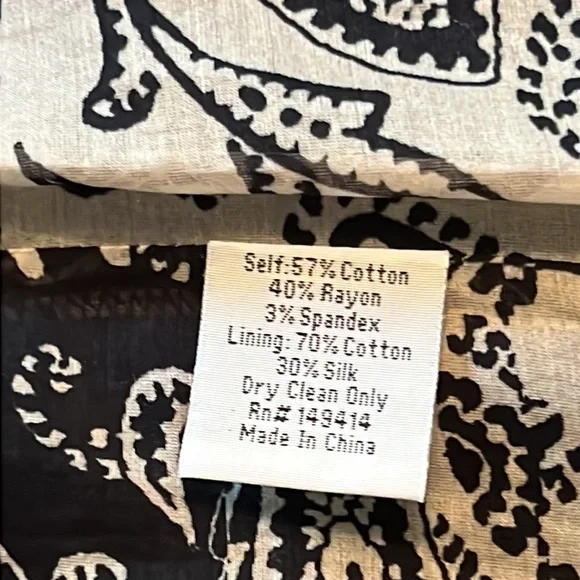 Self:57% Cotton
40% Rayon
3% Spandex
Lining: 70% Cotton
30% Silk
Dry Clean Only
Rn# 149414
Made In China